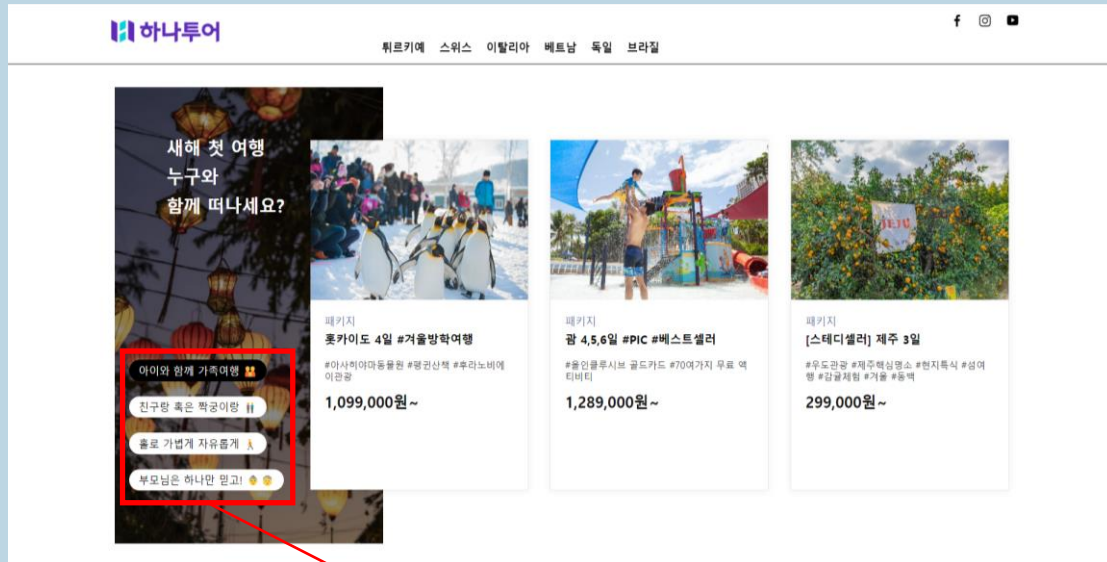 하나투어
튀르키예 스위스 이탈리아 베트남 독일 브라질
새해 첫 여행
누구와
함께 떠나세요?
아이와 함께 가족여행
친구랑 혹은 짝궁이랑
홀로 가볍게 자유롭게
부모님은 하나만 믿고!
패키지
홋카이도 4일 #겨울방학여행
#아사히야마동물원 #펭귄산책 #후라노비에
이관광
1,099,000원~
패키지
괌 4,5,6일 #PIC #베스트셀러
#올인클루시브 골드카드 #70여가지 무료 액
티비티
1,289,000원~
JEJU
패키지
[스테디셀러] 제주 3일
#우도관광 #제주핵심명소 #현지특식 #섬여
행 #감귤체험 #겨울 #동백
299,000원~